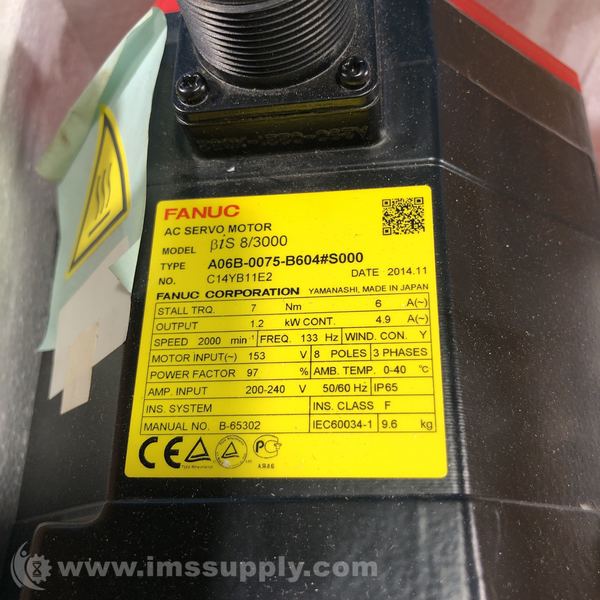 FANUC
AC SERVO MOTOR
MODEL βiS 8/3000
TYPE A06B-0075-B604#S000
NO. C14YB11E2 DATE 2014.11
FANUC CORPORATION YAMANASHI, MADE IN JAPAN
STALL TRQ. 7 Nm 6 A(~)
OUTPUT 1.2 kW CONT. 4.9 A(~)
SPEED 2000 min⁻¹ FREQ. 133 Hz WIND. CON. Y
MOTOR INPUT(~) 153 V 8 POLES 3 PHASES
POWER FACTOR 97 % AMB. TEMP. 0-40 °C
AMP. INPUT 200-240 V 50/60 Hz IP65
INS. SYSTEM INS. CLASS F
MANUAL NO. B-65302 IEC60034-1 9.6 kg
CE
www.imssupply.com